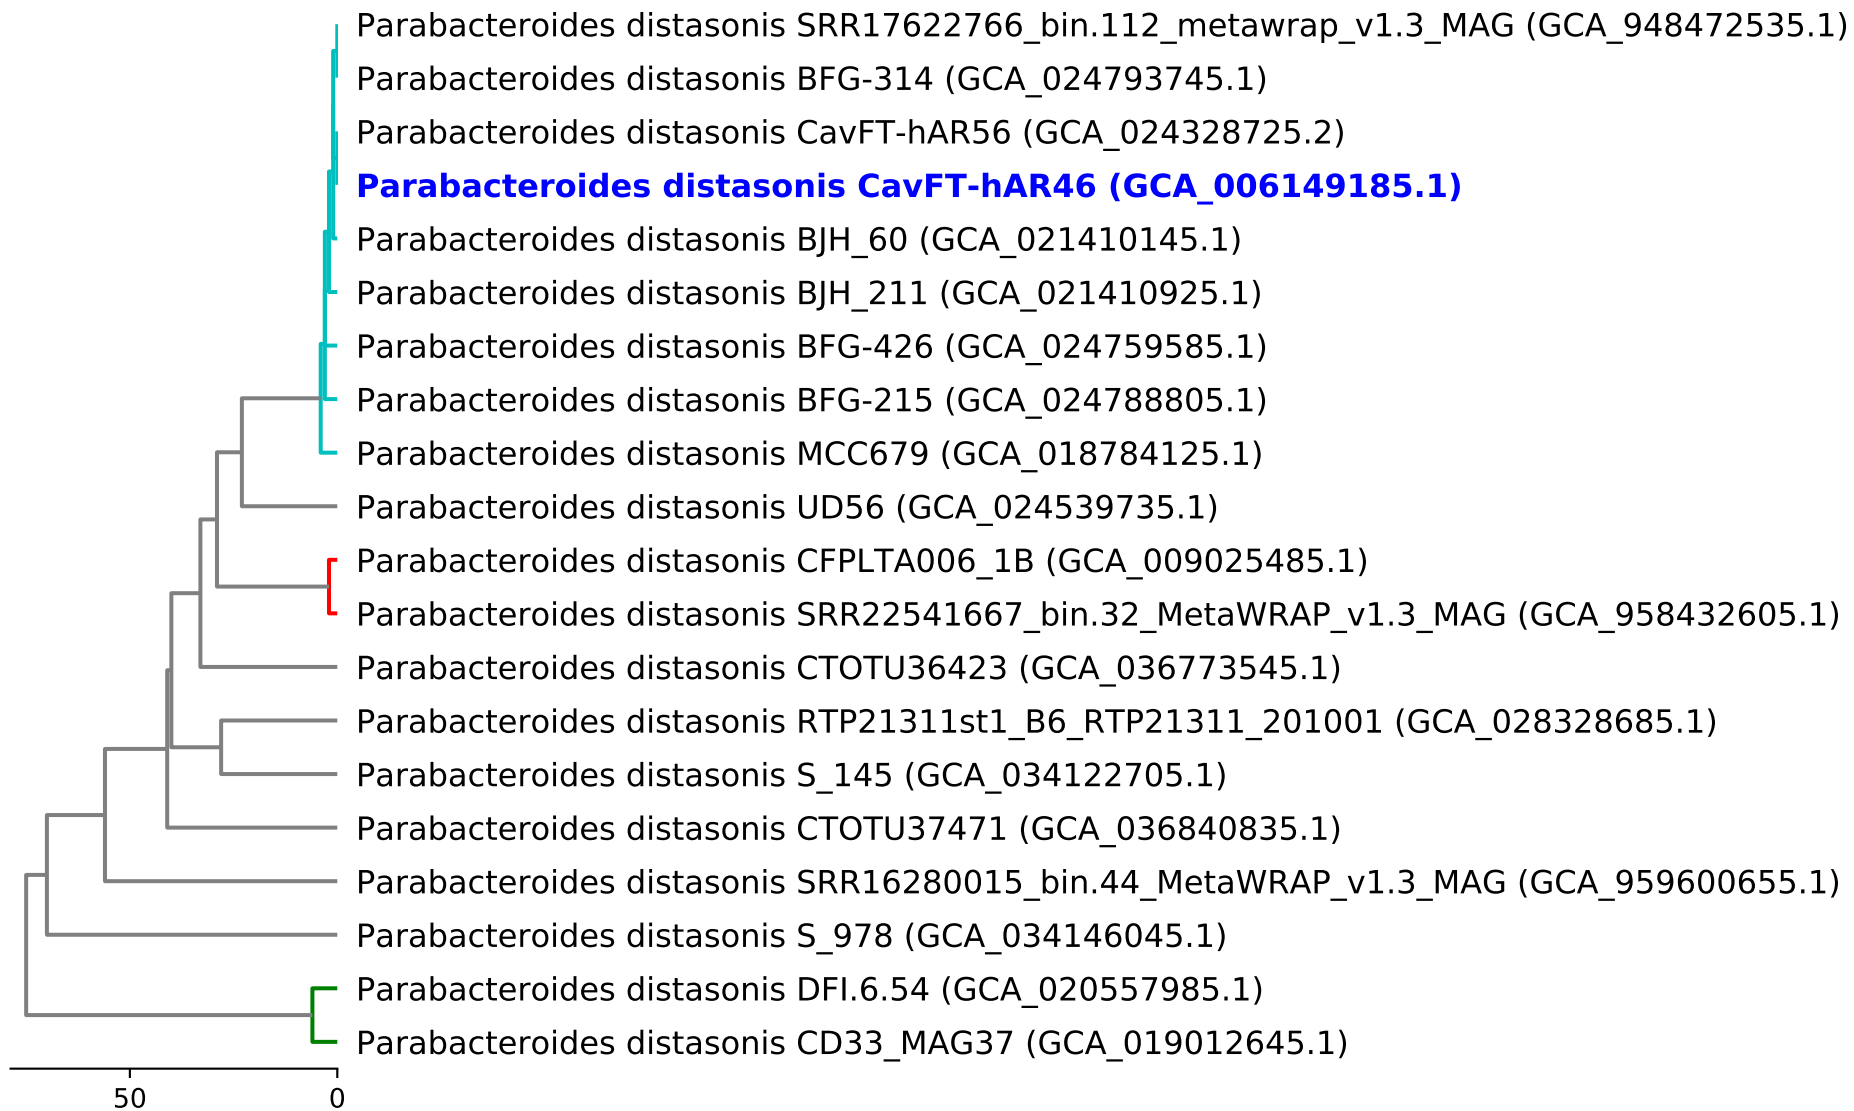 Parabacteroides distasonis SRR17622766_bin.112_metawrap_v1.3_MAG (GCA_948472535.1)
Parabacteroides distasonis BFG-314 (GCA_024793745.1)
Parabacteroides distasonis CavFT-hAR56 (GCA_024328725.2)
Parabacteroides distasonis CavFT-hAR46 (GCA_006149185.1)
Parabacteroides distasonis BJH_60 (GCA_021410145.1)
Parabacteroides distasonis BJH_211 (GCA_021410925.1)
Parabacteroides distasonis BFG-426 (GCA_024759585.1)
Parabacteroides distasonis BFG-215 (GCA_024788805.1)
Parabacteroides distasonis MCC679 (GCA_018784125.1)
Parabacteroides distasonis UD56 (GCA_024539735.1)
Parabacteroides distasonis CFPLTA006_1B (GCA_009025485.1)
Parabacteroides distasonis SRR22541667_bin.32_MetaWRAP_v1.3_MAG (GCA_958432605.1)
Parabacteroides distasonis CTOTU36423 (GCA_036773545.1)
Parabacteroides distasonis RTP21311st1_B6_RTP21311_201001 (GCA_028328685.1)
Parabacteroides distasonis S_145 (GCA_034122705.1)
Parabacteroides distasonis CTOTU37471 (GCA_036840835.1)
Parabacteroides distasonis SRR16280015_bin.44_MetaWRAP_v1.3_MAG (GCA_959600655.1)
Parabacteroides distasonis S_978 (GCA_034146045.1)
Parabacteroides distasonis DFI.6.54 (GCA_020557985.1)
Parabacteroides distasonis CD33_MAG37 (GCA_019012645.1)
50 0